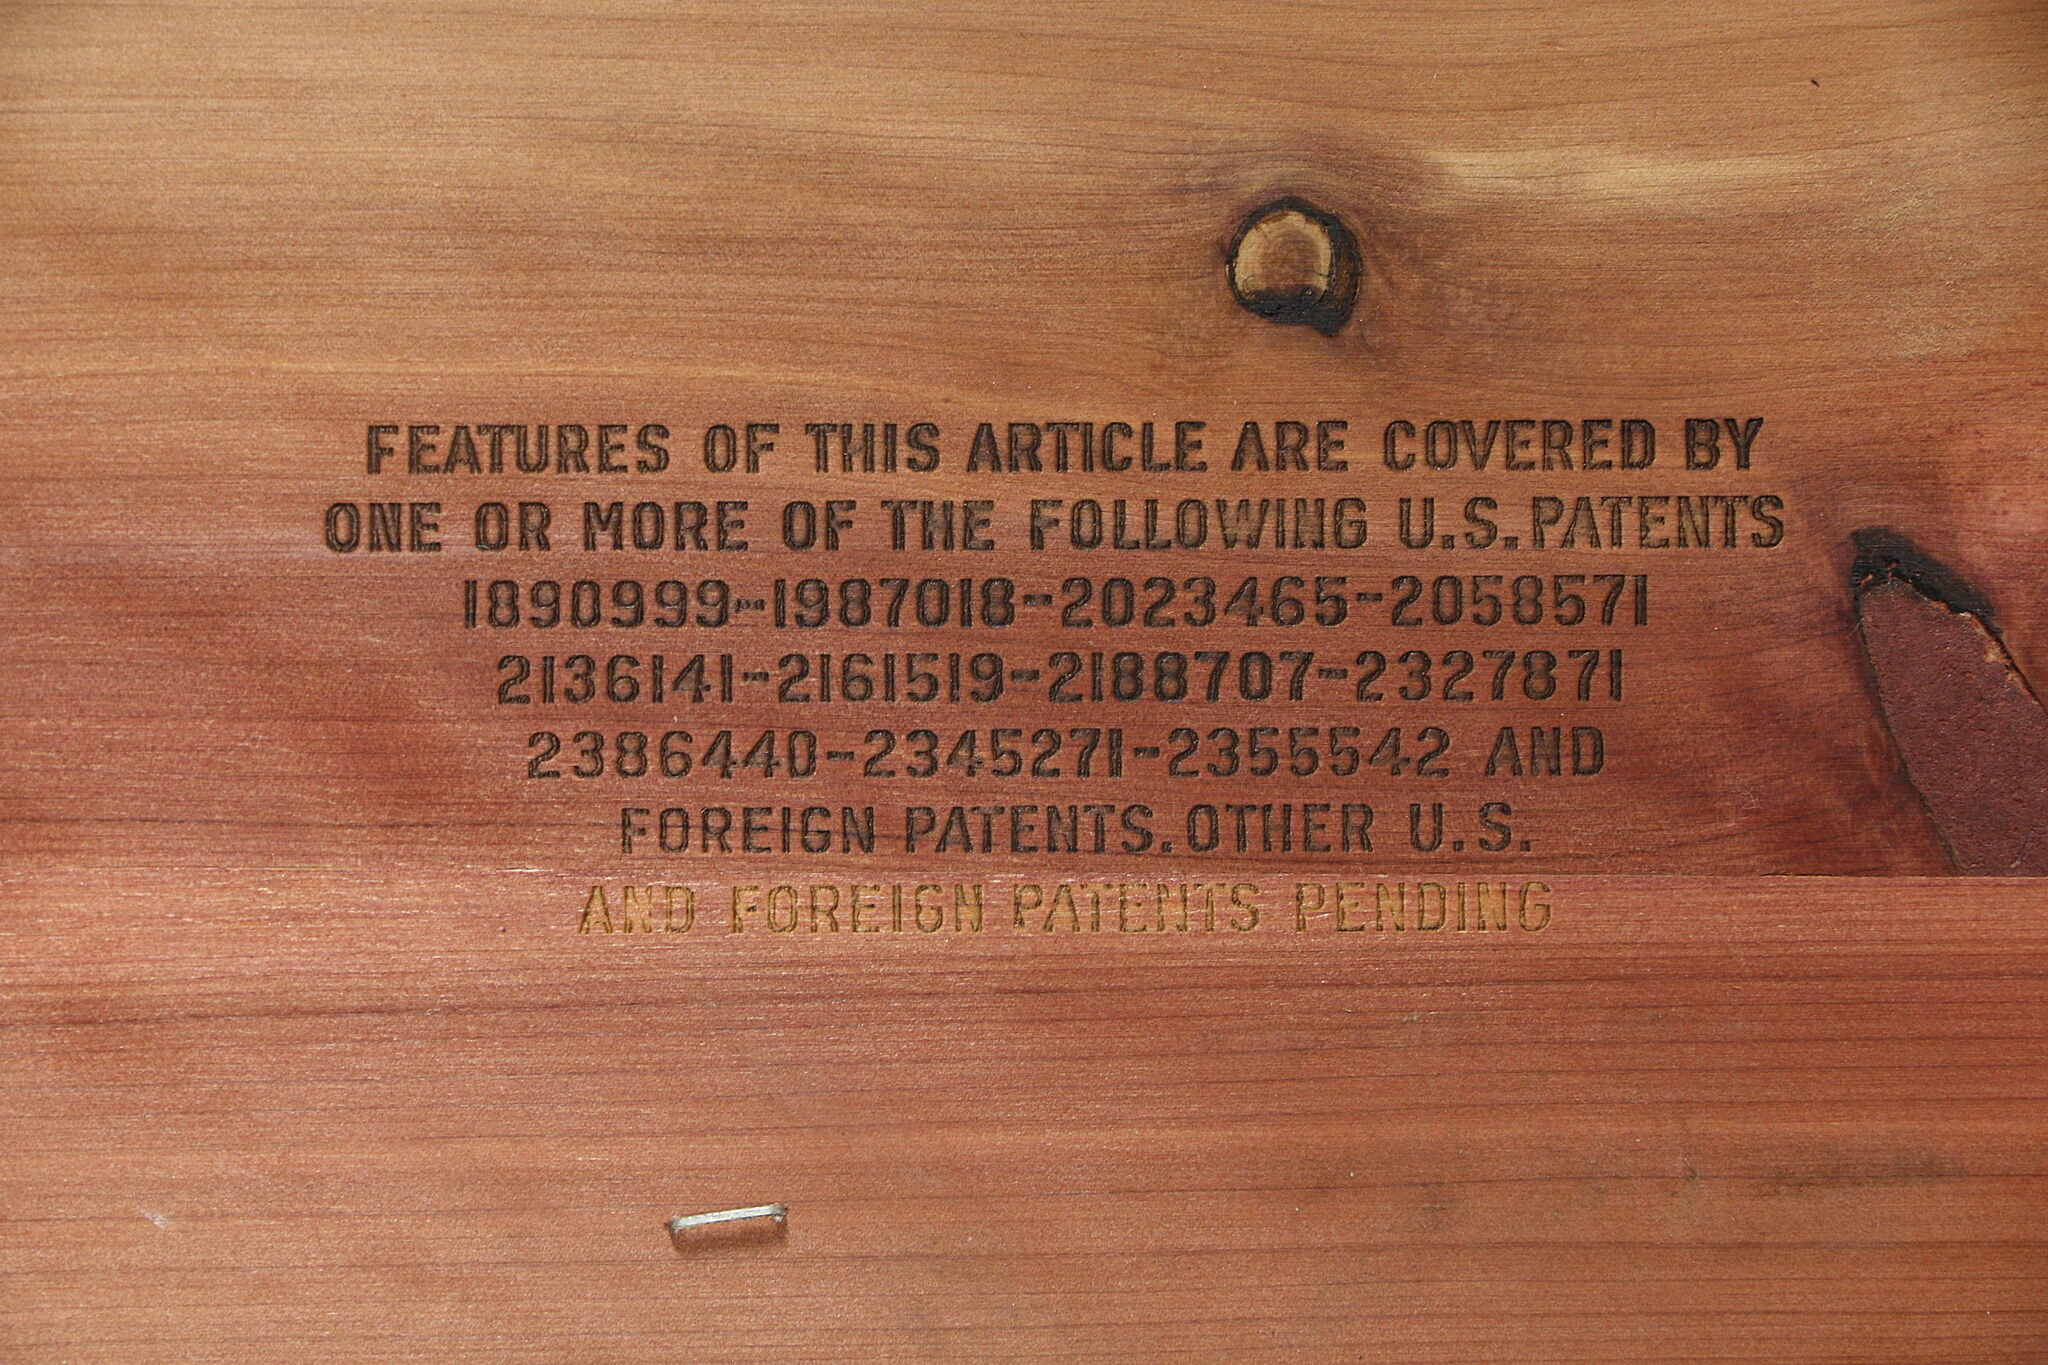 FEATURES OF THIS ARTICLE ARE COVERED BY
ONE OR MORE OF THE FOLLOWING U.S. PATENTS
1890999-1987018-2023465-2058571
2136141-2161519-2188707-2327871
2386440-2345271-2355542 AND
FOREIGN PATENTS. OTHER U.S.
AND FOREIGN PATENTS PENDING